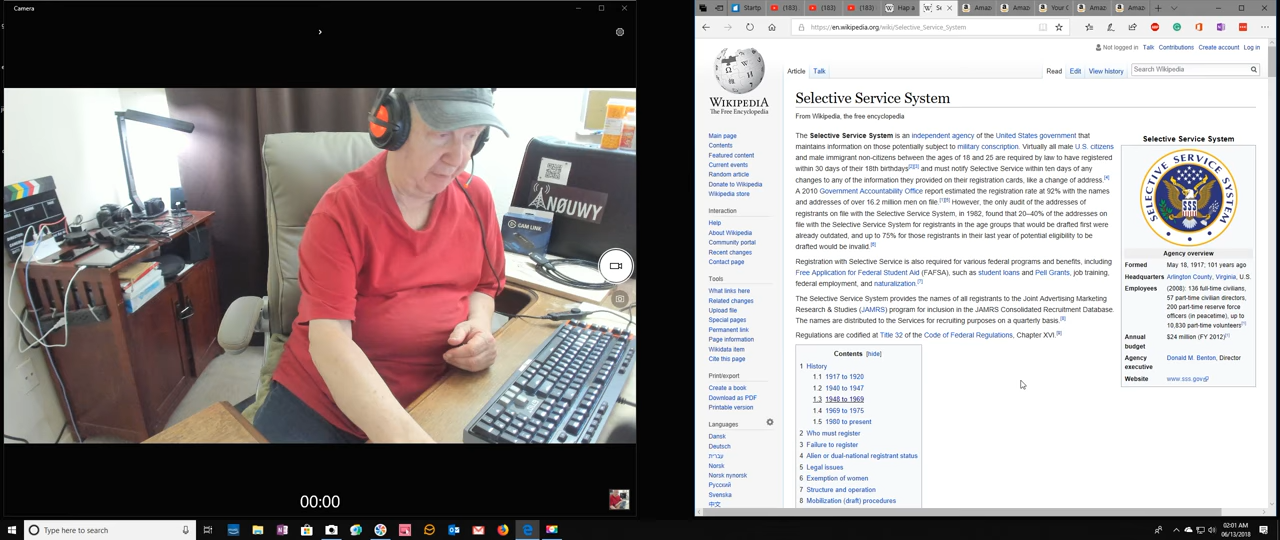 Camera
00:00
NØUWY
CAM LINK
Startp
(183)
(183)
(183)
Hap a
Se
Amaz
Amaz
Your C
Amaz
Amaz
https://en.wikipedia.org/wiki/Selective_Service_System
Not logged in Talk Contributions Create account Log in
Article Talk
Read Edit View history
Search Wikipedia
WIKIPEDIA
The Free Encyclopedia
Main page
Contents
Featured content
Current events
Random article
Donate to Wikipedia
Wikipedia store
Interaction
Help
About Wikipedia
Community portal
Recent changes
Contact page
Tools
What links here
Related changes
Upload file
Special pages
Permanent link
Page information
Wikidata item
Cite this page
Print/export
Create a book
Download as PDF
Printable version
Languages
Dansk
Deutsch
עברית
Norsk
Norsk nynorsk
Русский
Svenska
中文
Selective Service System
From Wikipedia, the free encyclopedia
The Selective Service System is an independent agency of the United States government that
maintains information on those potentially subject to military conscription. Virtually all male U.S. citizens
and male immigrant non-citizens between the ages of 18 and 25 are required by law to have registered
within 30 days of their 18th birthdays[2][3] and must notify Selective Service within ten days of any
changes to any of the information they provided on their registration cards, like a change of address.[4]
A 2010 Government Accountability Office report estimated the registration rate at 92% with the names
and addresses of over 16.2 million men on file.[1][5] However, the only audit of the addresses of
registrants on file with the Selective Service System, in 1982, found that 20–40% of the addresses on
file with the Selective Service System for registrants in the age groups that would be drafted first were
already outdated, and up to 75% for those registrants in their last year of potential eligibility to be
drafted would be invalid.[6]
Registration with Selective Service is also required for various federal programs and benefits, including
Free Application for Federal Student Aid (FAFSA), such as student loans and Pell Grants, job training,
federal employment, and naturalization.[7]
The Selective Service System provides the names of all registrants to the Joint Advertising Marketing
Research & Studies (JAMRS) program for inclusion in the JAMRS Consolidated Recruitment Database.
The names are distributed to the Services for recruiting purposes on a quarterly basis.[8]
Regulations are codified at Title 32 of the Code of Federal Regulations, Chapter XVI.[9]
Contents [hide]
1 History
1.1 1917 to 1920
1.2 1940 to 1947
1.3 1948 to 1969
1.4 1969 to 1975
1.5 1980 to present
2 Who must register
3 Failure to register
4 Alien or dual-national registrant status
5 Legal issues
6 Exemption of women
7 Structure and operation
8 Mobilization (draft) procedures
Selective Service System
SELECTIVE SERVICE SYSTEM
SSS
Agency overview
Formed May 18, 1917; 101 years ago
Headquarters Arlington County, Virginia, U.S.
Employees (2008): 136 full-time civilians,
57 part-time civilian directors,
200 part-time reserve force
officers (in peacetime), up to
10,830 part-time volunteers[1]
Annual budget $24 million (FY 2012)[1]
Agency executive Donald M. Benton, Director
Website www.sss.gov
Type here to search
02:01 AM
06/13/2018